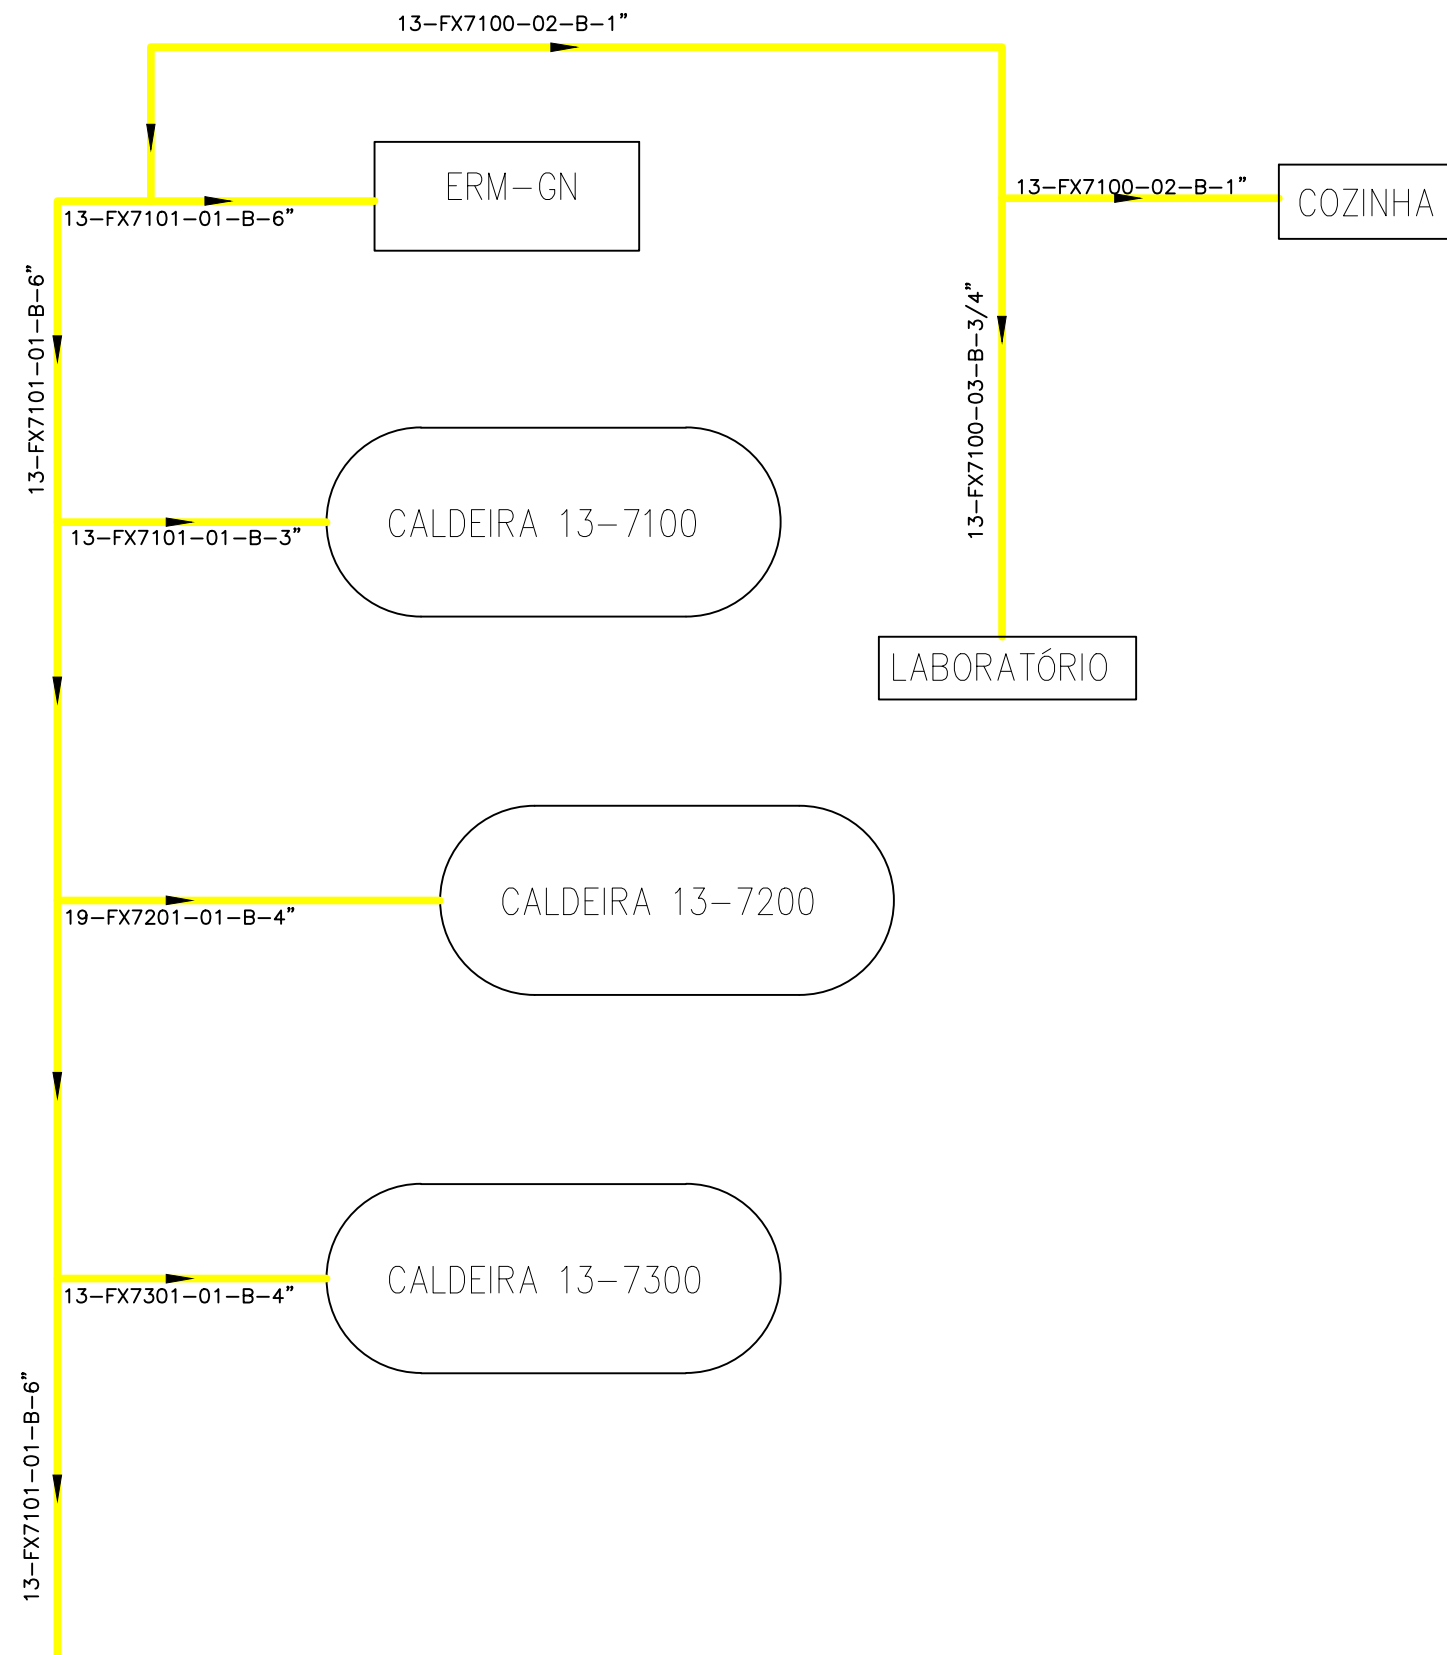 13-FX7100-02-B-1”
ERM-GN
13-FX7100-02-B-1”
COZINHA
13-FX7101-01-B-6”
13-FX7101-01-B-6”
13-FX7100-03-B-3/4”
CALDEIRA 13-7100
13-FX7101-01-B-3”
LABORATÓRIO
CALDEIRA 13-7200
19-FX7201-01-B-4”
CALDEIRA 13-7300
13-FX7301-01-B-4”
13-FX7101-01-B-6”